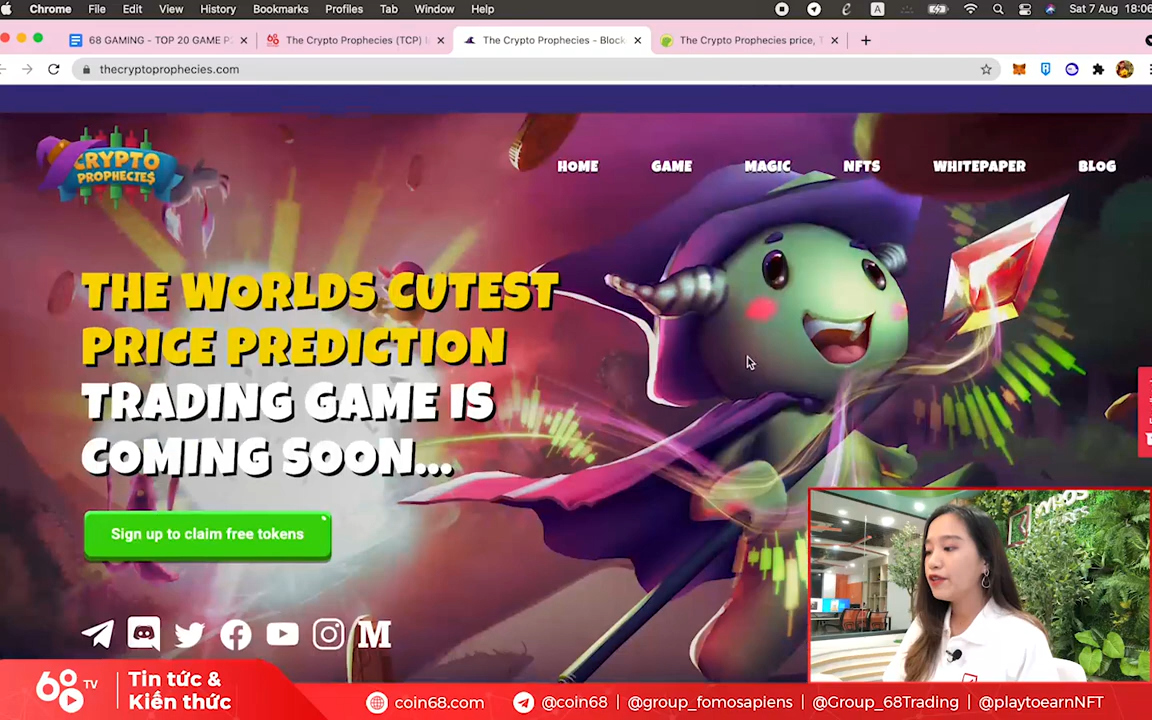 Chrome File Edit View History Bookmarks Profiles Tab Window Help A Sat 7 Aug 18:06
68 GAMING - TOP 20 GAME P
The Crypto Prophecies (TCP)
The Crypto Prophecies - Block
The Crypto Prophecies price,
thecryptoprophecies.com
CRYPTO
PROPHECIES
HOME GAME MAGIC NFTS WHITEPAPER BLOG
THE WORLDS CUTEST
PRICE PREDICTION
TRADING GAME IS
COMING SOON...
Sign up to claim free tokens
M
68 TV
Tin tức &
Kiến thức
coin68.com @coin68 | @group_fomosapiens | @Group_68Trading | @playtoearnNFT